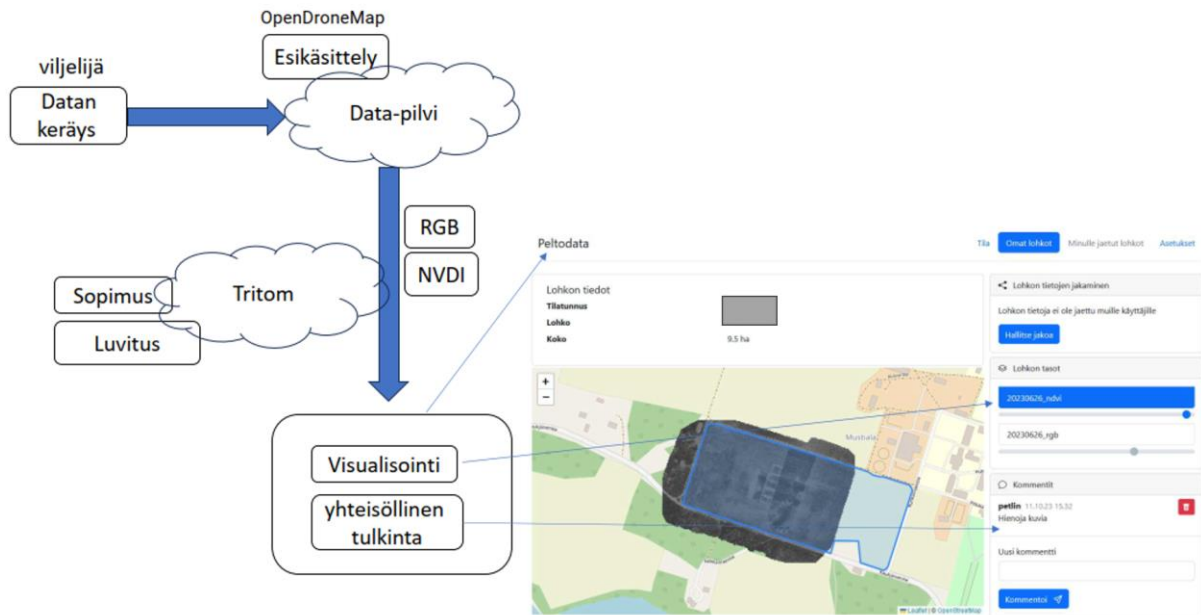 OpenDroneMap
Esikäsittely
viljelijä
Datan
keräys
Data-pilvi
RGB
NVDI
Sopimus
Tritom
Luvitus
Visualisointi
yhteisöllinen
tulkinta
Peltodata
Tila Omat lohkot Minulle jaetut lohkot Asetukset
Lohkon tiedot
Tilatunnus
Lohko
Koko 9.5 ha
Lohkon tietojen jakaminen
Lohkon tietoja ei ole jaettu muille käyttäjille
Hallitse jakoa
Lohkon tasot
20230626_ndvi
20230626_rgb
Kommentit
petlin 11.10.23 15.32
Hienoja kuvia
Uusi kommentti
Kommentoi
+
−
Mustiala
Leaflet | © OpenStreetMap